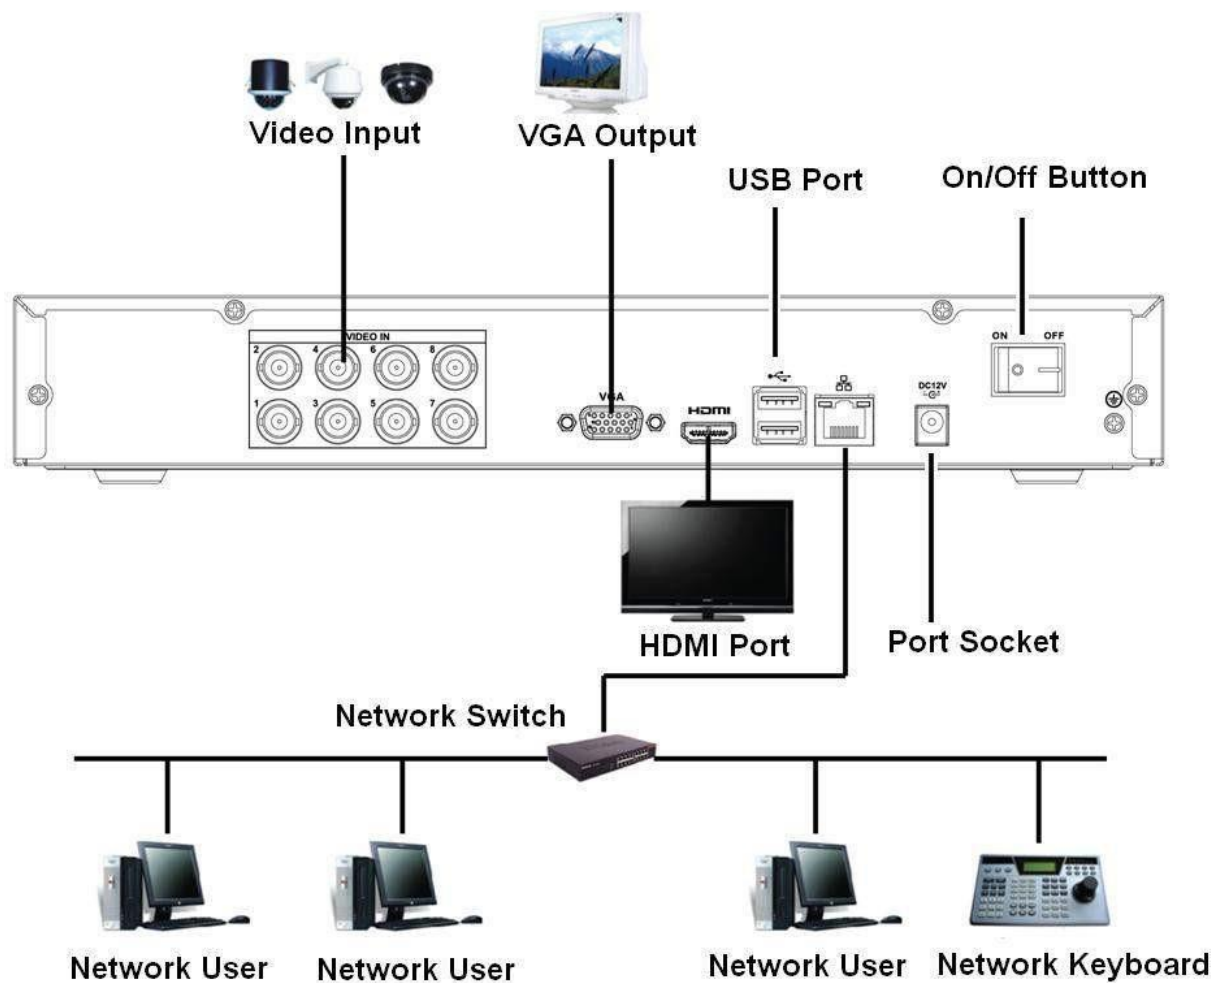 Video Input
VGA Output
USB Port
On/Off Button
VIDEO IN
2 4 6 8
1 3 5 7
VGA
HDMI
DC12V
ON OFF
HDMI Port
Port Socket
Network Switch
Network User
Network User
Network User
Network Keyboard